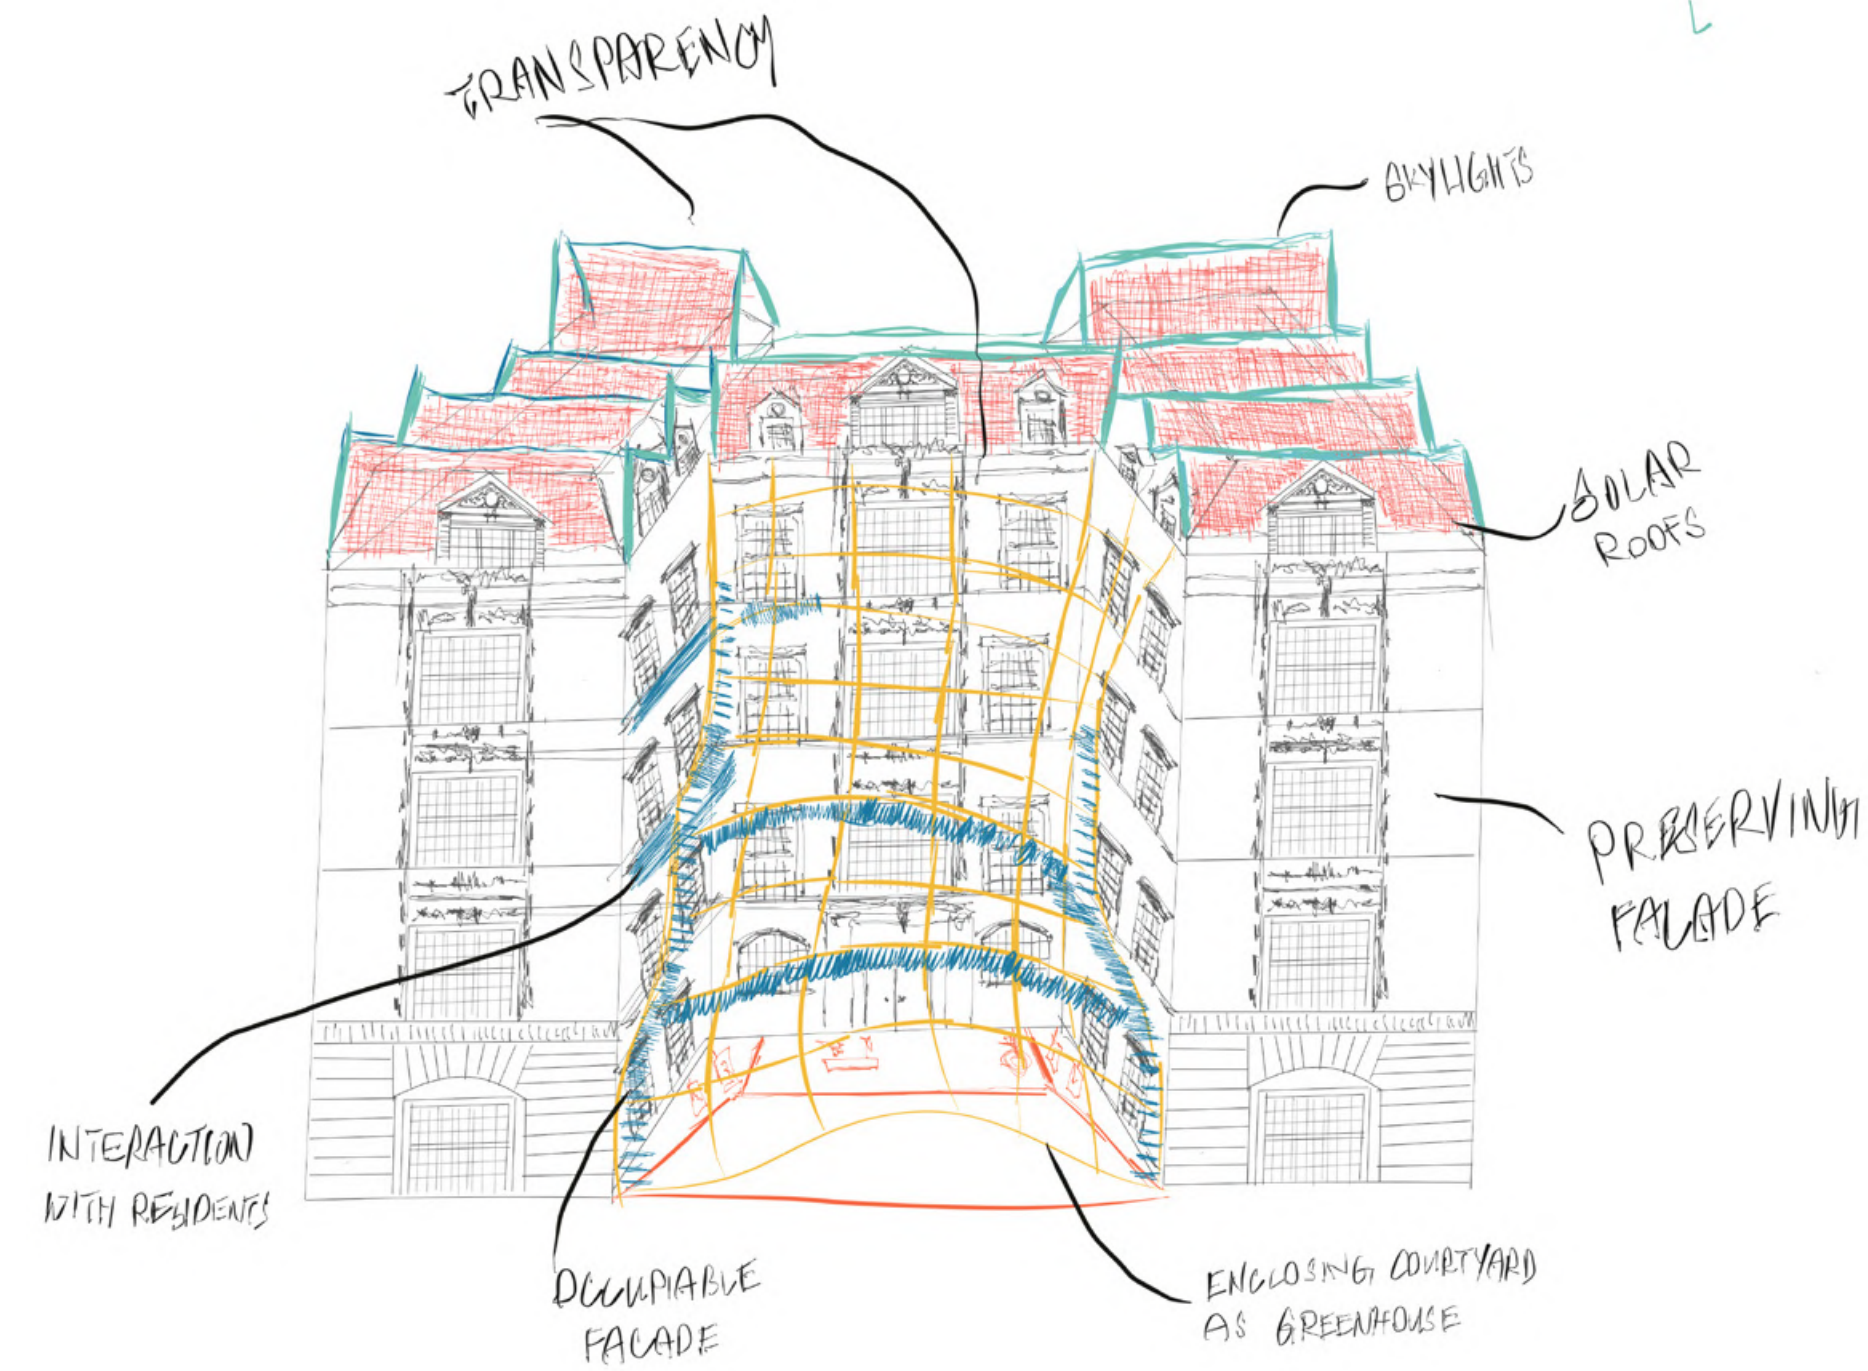 TRANSPARENCY
SKYLIGHTS
SOLAR
ROOFS
PRESERVING
FACADE
INTERACTION
WITH RESIDENTS
OCCUPIABLE
FACADE
ENCLOSING COURTYARD
AS GREENHOUSE